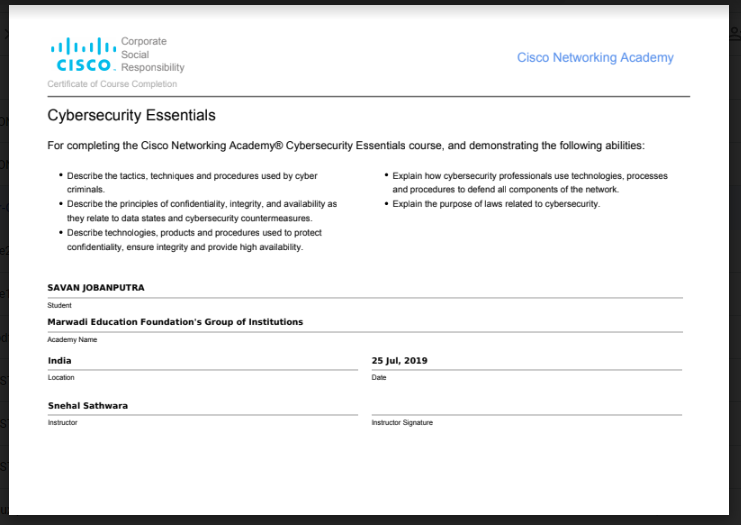 Corporate
Social
CISCO. Responsibility
Cisco Networking Academy
Certificate of Course Completion
Cybersecurity Essentials
For completing the Cisco Networking Academy® Cybersecurity Essentials course, and demonstrating the following abilities:
• Describe the tactics, techniques and procedures used by cyber
criminals.
• Describe the principles of confidentiality, integrity, and availability as
they relate to data states and cybersecurity countermeasures.
• Describe technologies, products and procedures used to protect
confidentiality, ensure integrity and provide high availability.
• Explain how cybersecurity professionals use technologies, processes
and procedures to defend all components of the network.
• Explain the purpose of laws related to cybersecurity.
SAVAN JOBANPUTRA
Student
Marwadi Education Foundation's Group of Institutions
Academy Name
India
Location
25 Jul, 2019
Date
Snehal Sathwara
Instructor
Instructor Signature